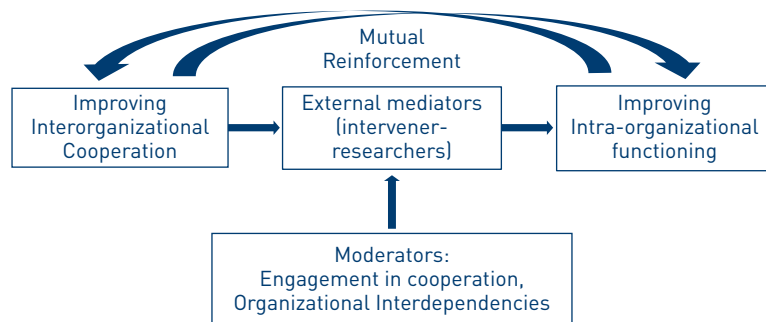 Mutual
Reinforcement
Improving
Interorganizational
Cooperation
External mediators
(intervener-
researchers)
Improving
Intra-organizational
functioning
Moderators:
Engagement in cooperation,
Organizational Interdependencies